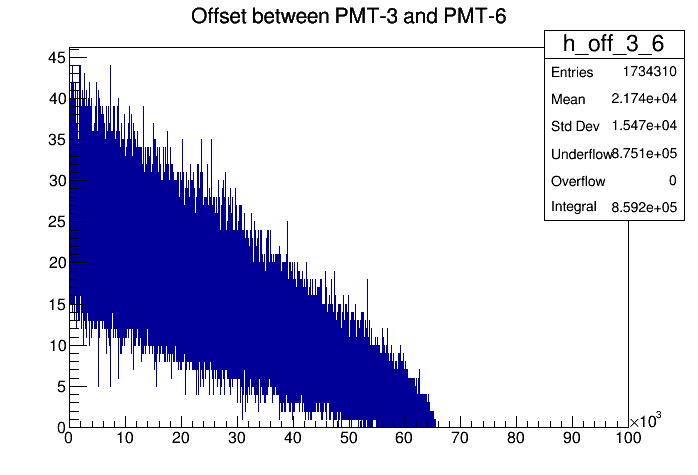 Offset between PMT-3 and PMT-6
h_off_3_6
Entries 1734310
Mean 2.174e+04
Std Dev 1.547e+04
Underflow 8.751e+05
Overflow 0
Integral 8.592e+05
45
40
35
30
25
20
15
10
5
0
0 10 20 30 40 50 60 70 80 90 100
×10³